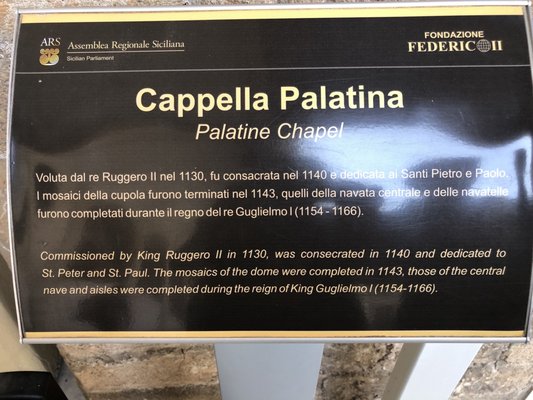 ARS Assemblea Regionale Siciliana
Sicilian Parliament
FONDAZIONE
FEDERICO II
Cappella Palatina
Palatine Chapel
Voluta dal re Ruggero II nel 1130, fu consacrata nel 1140 e dedicata ai Santi Pietro e Paolo.
I mosaici della cupola furono terminati nel 1143, quelli della navata centrale e delle navatelle
furono completati durante il regno del re Guglielmo I (1154 - 1166).
Commissioned by King Ruggero II in 1130, was consecrated in 1140 and dedicated to
St. Peter and St. Paul. The mosaics of the dome were completed in 1143, those of the central
nave and aisles were completed during the reign of King Guglielmo I (1154-1166).